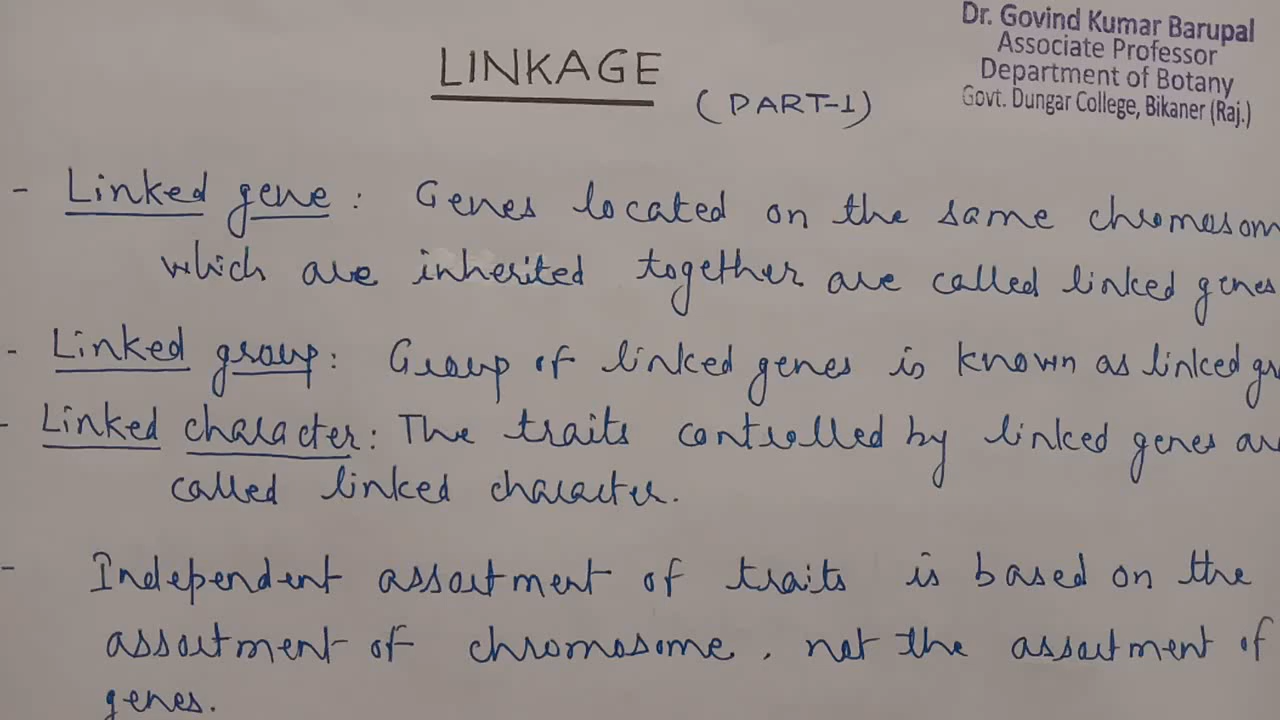 Dr. Govind Kumar Barupal
Associate Professor
Department of Botany
Govt. Dungar College, Bikaner (Raj.)
LINKAGE
(PART-1)
- Linked gene : Genes located on the same chromosom
which are inherited together are called linked genes
- Linked group : Group of linked genes is known as linked gr
- Linked character : The traits controlled by linked genes ar
called linked character.
- Independent assortment of traits is based on the
assortment of chromosome, not the assortment of
genes.